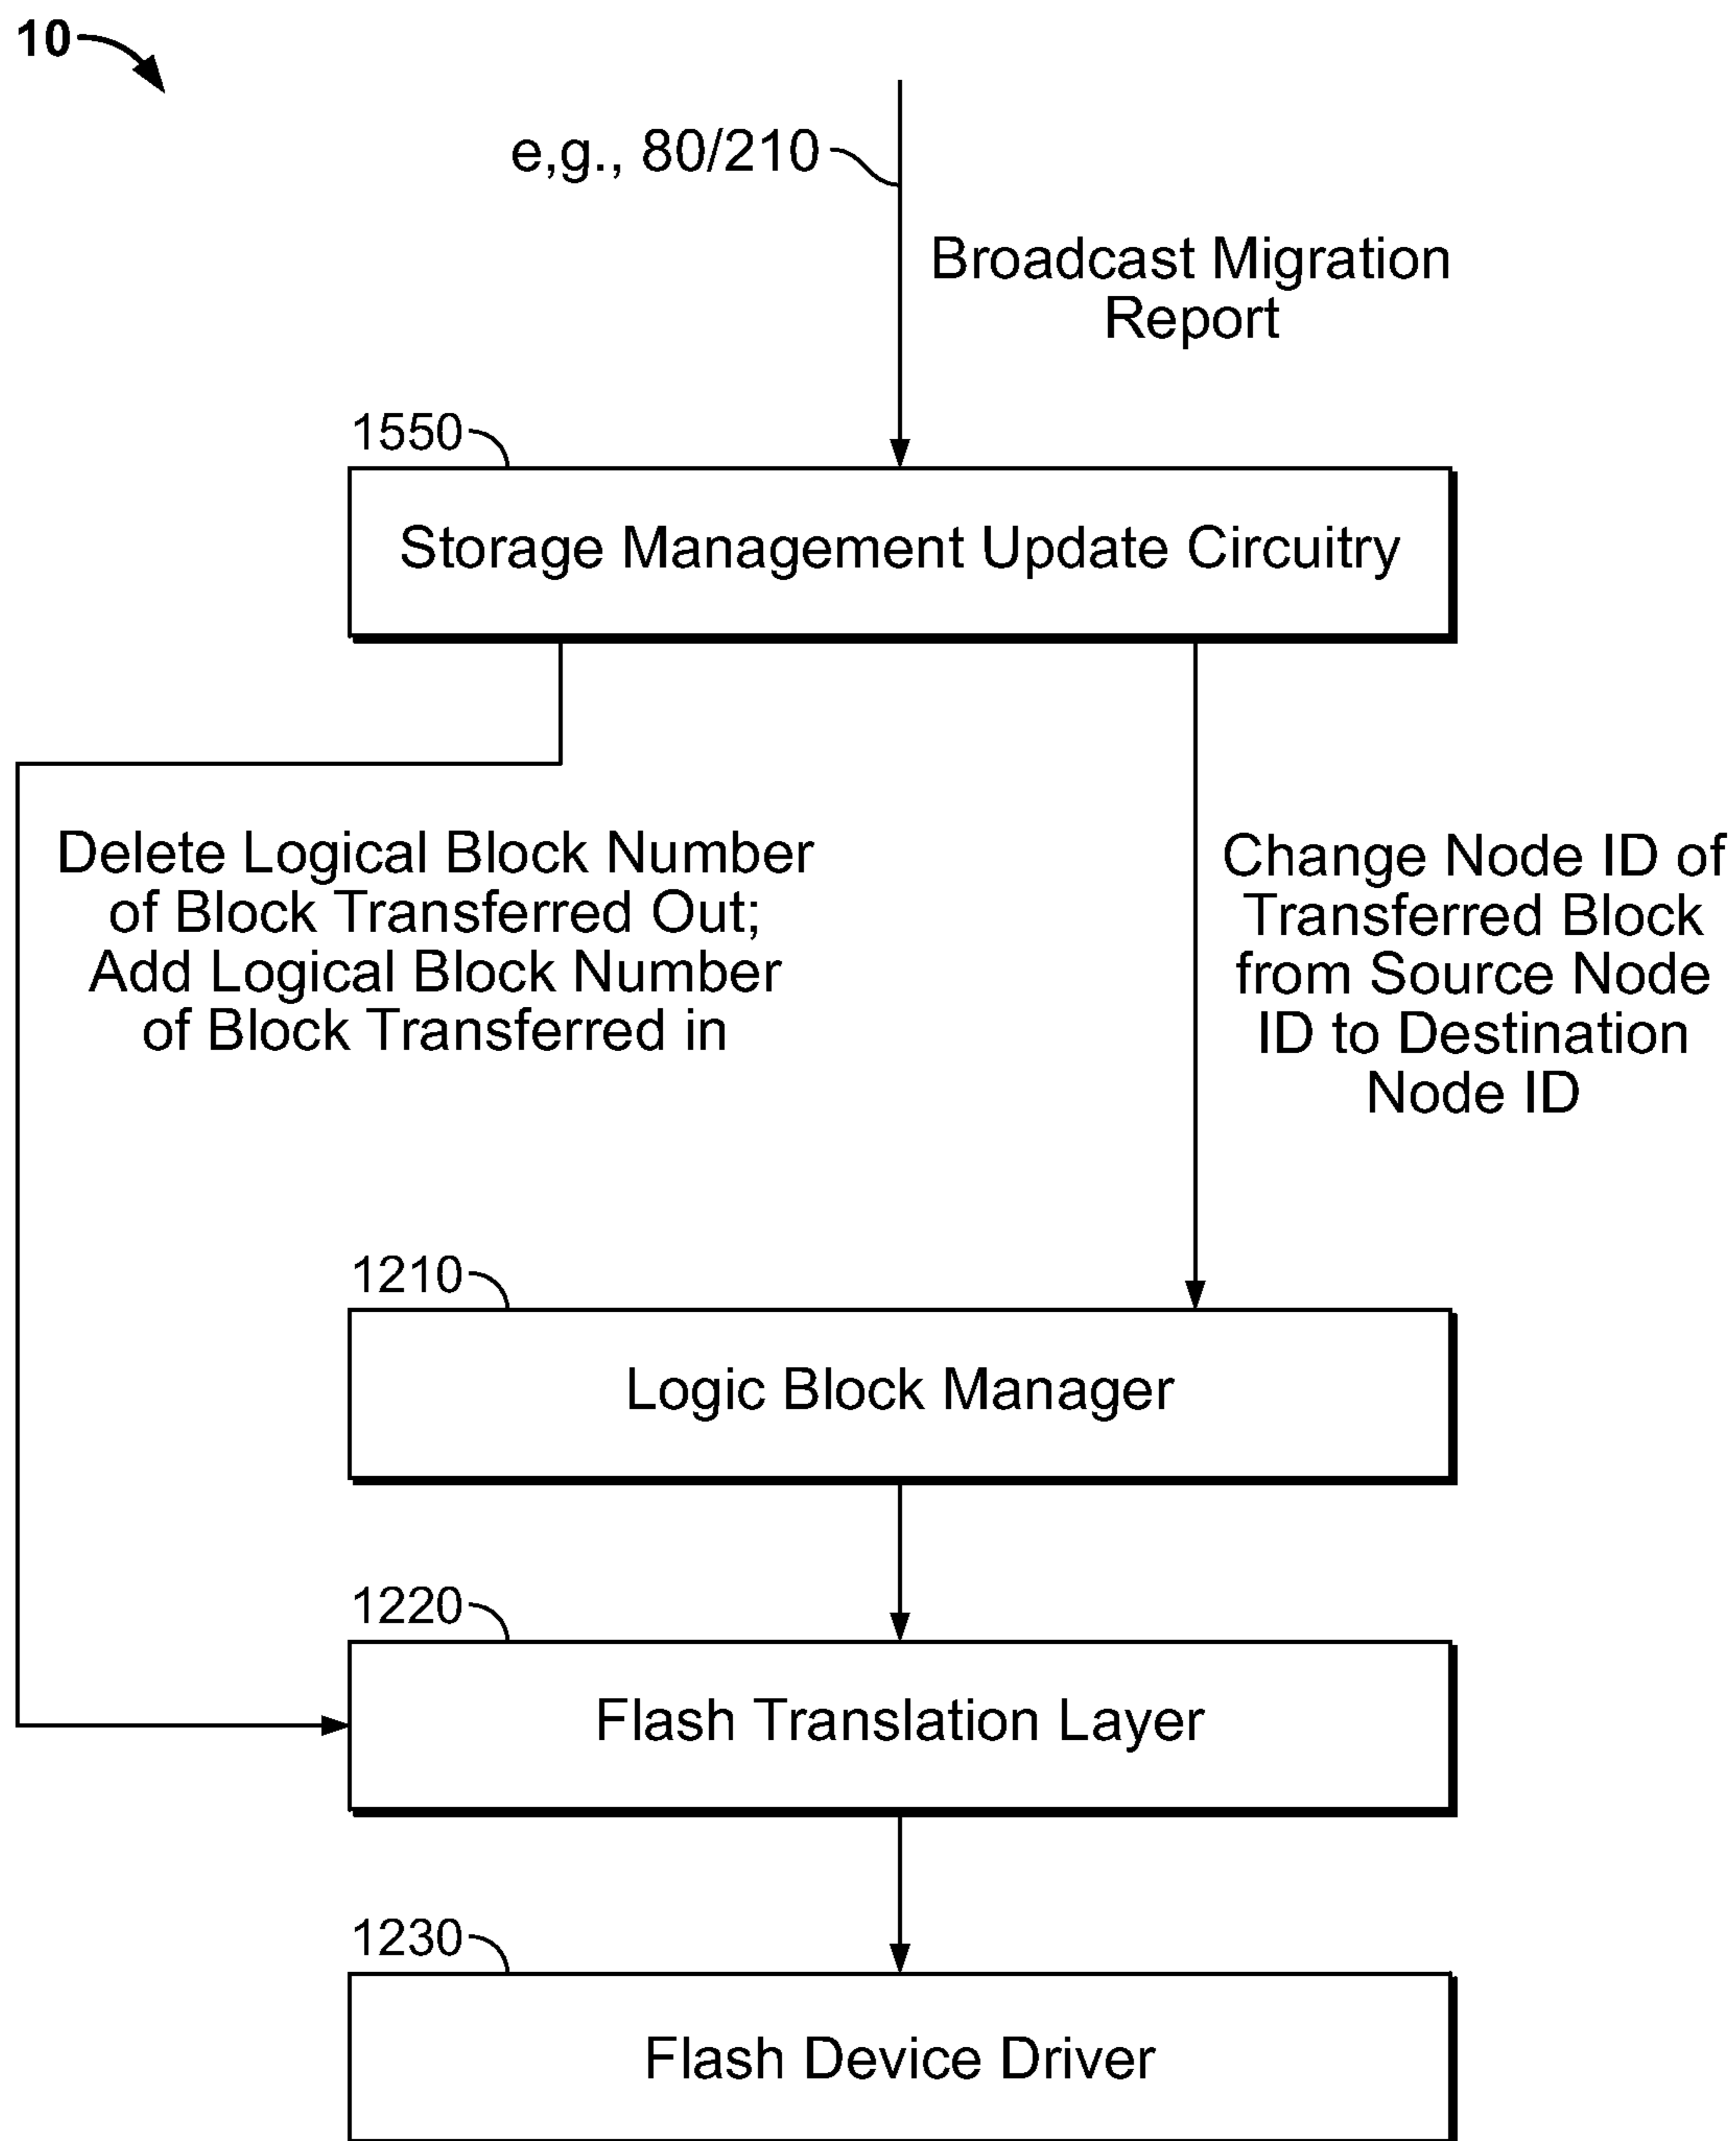 10
e,g., 80/210
Broadcast Migration
Report
1550
Storage Management Update Circuitry
Delete Logical Block Number
of Block Transferred Out;
Add Logical Block Number
of Block Transferred in
Change Node ID of
Transferred Block
from Source Node
ID to Destination
Node ID
1210
Logic Block Manager
1220
Flash Translation Layer
1230
Flash Device Driver